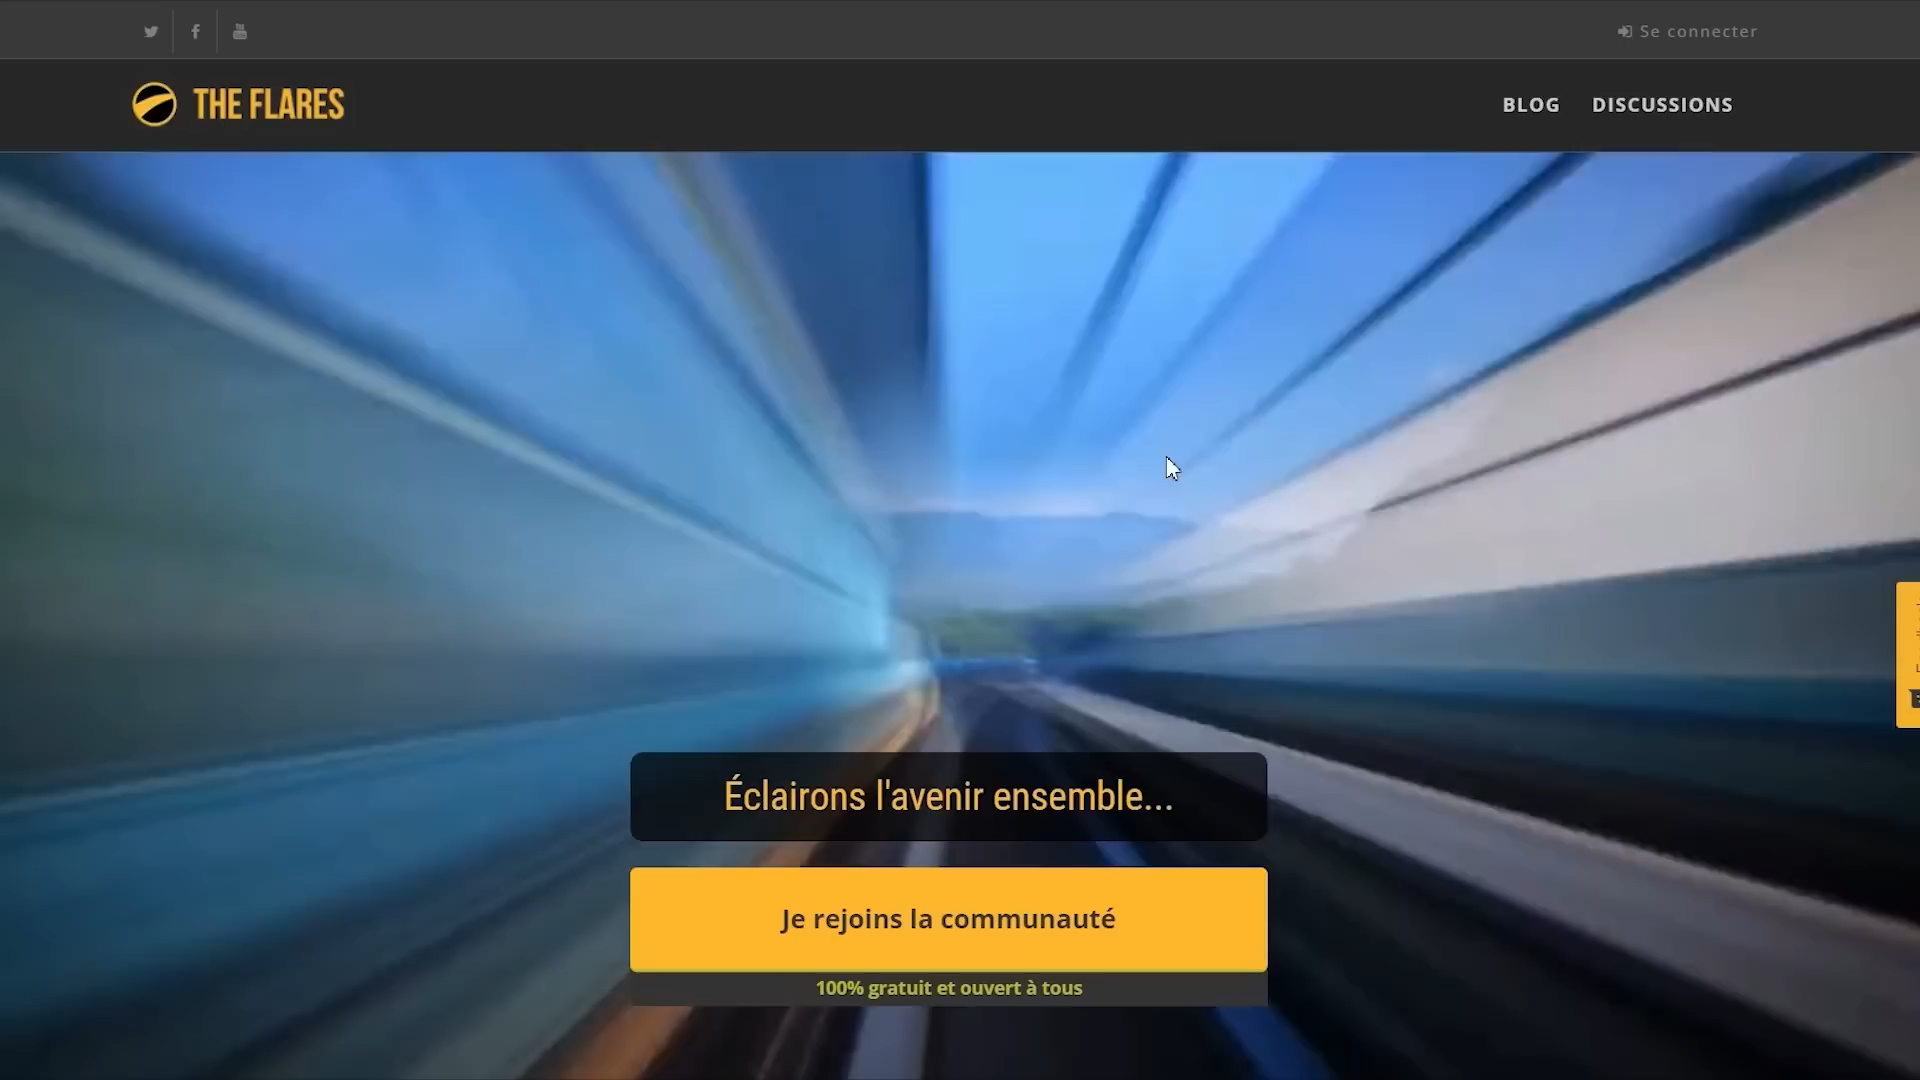 Se connecter
THE FLARES
BLOG
DISCUSSIONS
Éclairons l'avenir ensemble...
Je rejoins la communauté
100% gratuit et ouvert à tous